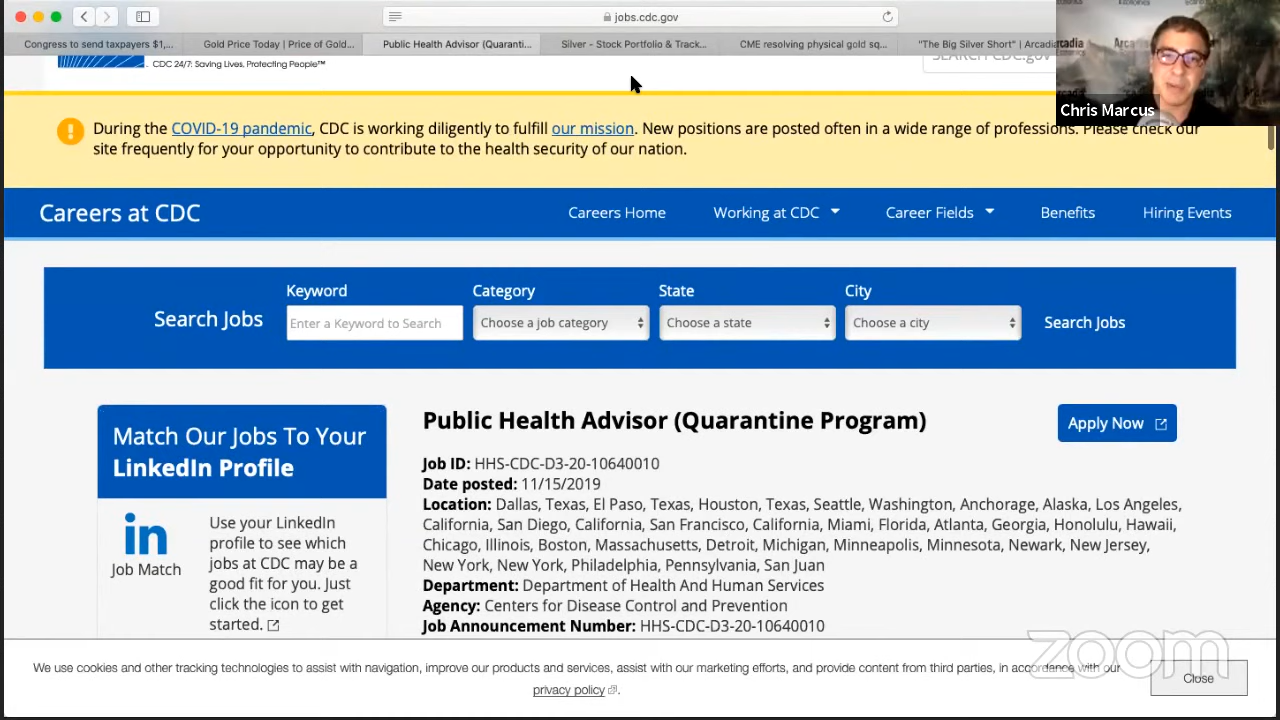 jobs.cdc.gov
Congress to send taxpayers $1,...
Gold Price Today | Price of Gold...
Public Health Advisor (Quaranti...
Silver - Stock Portfolio & Track...
CME resolving physical gold sq...
"The Big Silver Short" | Arcadia
CDC 24/7: Saving Lives. Protecting People™
SEARCH CDC.gov
Chris Marcus
During the COVID-19 pandemic, CDC is working diligently to fulfill our mission. New positions are posted often in a wide range of professions. Please check our
site frequently for your opportunity to contribute to the health security of our nation.
Careers at CDC
Careers Home
Working at CDC
Career Fields
Benefits
Hiring Events
Search Jobs
Keyword
Enter a Keyword to Search
Category
Choose a job category
State
Choose a state
City
Choose a city
Search Jobs
Match Our Jobs To Your
LinkedIn Profile
in
Job Match
Use your LinkedIn
profile to see which
jobs at CDC may be a
good fit for you. Just
click the icon to get
started.
Public Health Advisor (Quarantine Program)
Apply Now
Job ID: HHS-CDC-D3-20-10640010
Date posted: 11/15/2019
Location: Dallas, Texas, El Paso, Texas, Houston, Texas, Seattle, Washington, Anchorage, Alaska, Los Angeles,
California, San Diego, California, San Francisco, California, Miami, Florida, Atlanta, Georgia, Honolulu, Hawaii,
Chicago, Illinois, Boston, Massachusetts, Detroit, Michigan, Minneapolis, Minnesota, Newark, New Jersey,
New York, New York, Philadelphia, Pennsylvania, San Juan
Department: Department of Health And Human Services
Agency: Centers for Disease Control and Prevention
Job Announcement Number: HHS-CDC-D3-20-10640010
zoom
We use cookies and other tracking technologies to assist with navigation, improve our products and services, assist with our marketing efforts, and provide content from third parties, in accordance with our
privacy policy.
Close